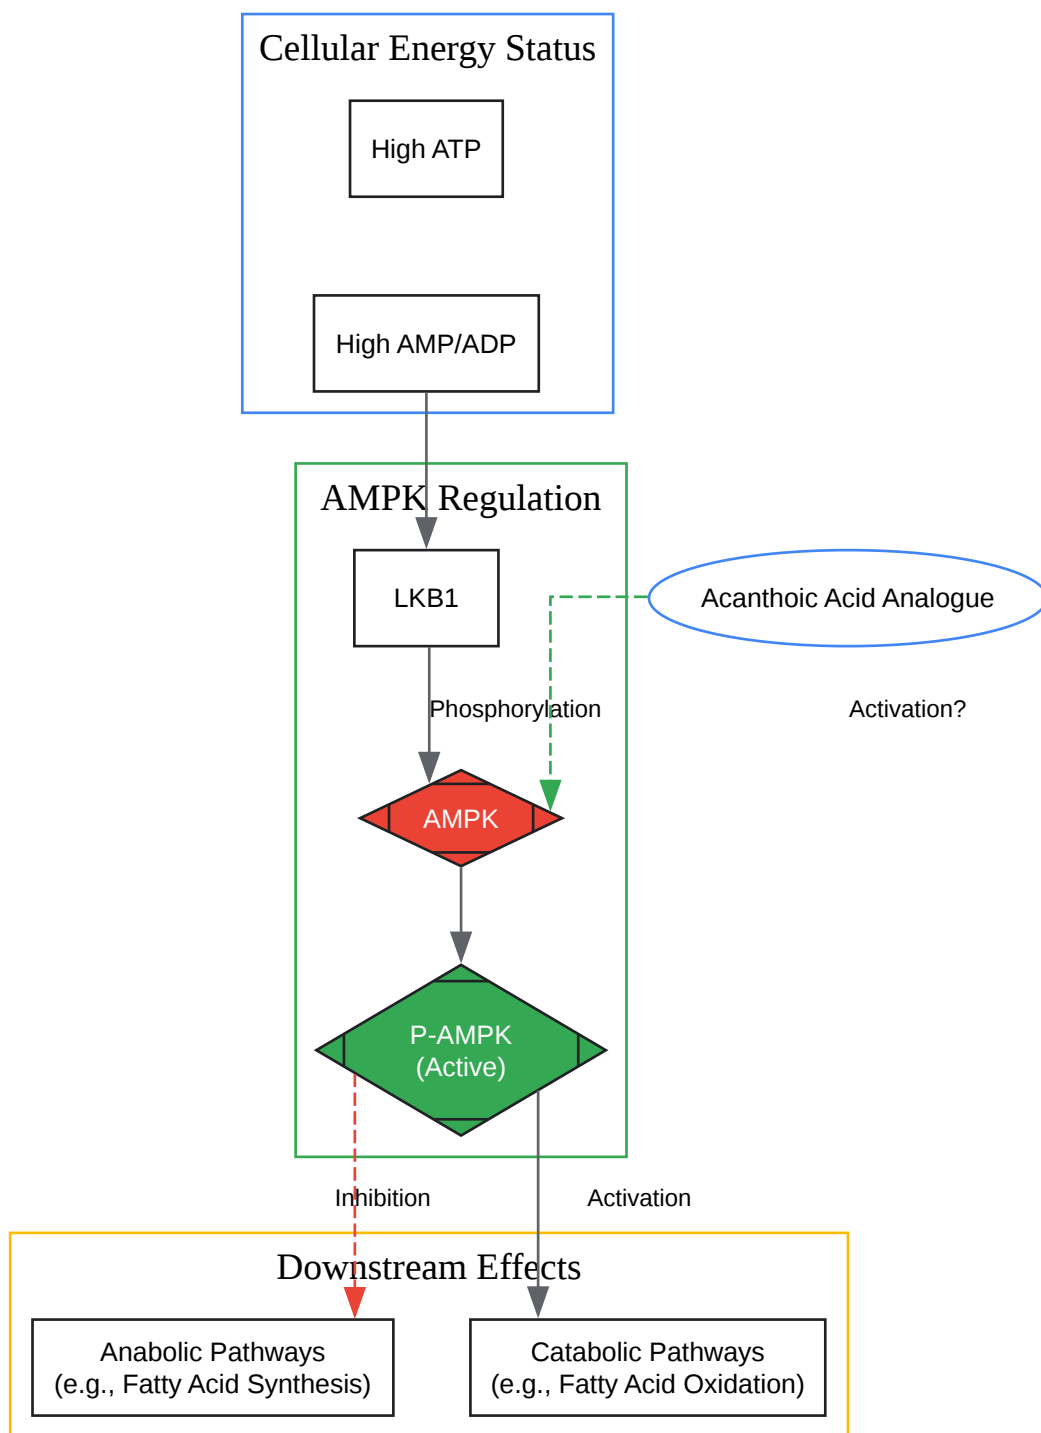 Cellular Energy Status
High ATP
High AMP/ADP
AMPK Regulation
LKB1
Acanthoic Acid Analogue
Phosphorylation
Activation?
AMPK
P-AMPK
(Active)
Inhibition
Activation
Downstream Effects
Anabolic Pathways
(e.g., Fatty Acid Synthesis)
Catabolic Pathways
(e.g., Fatty Acid Oxidation)